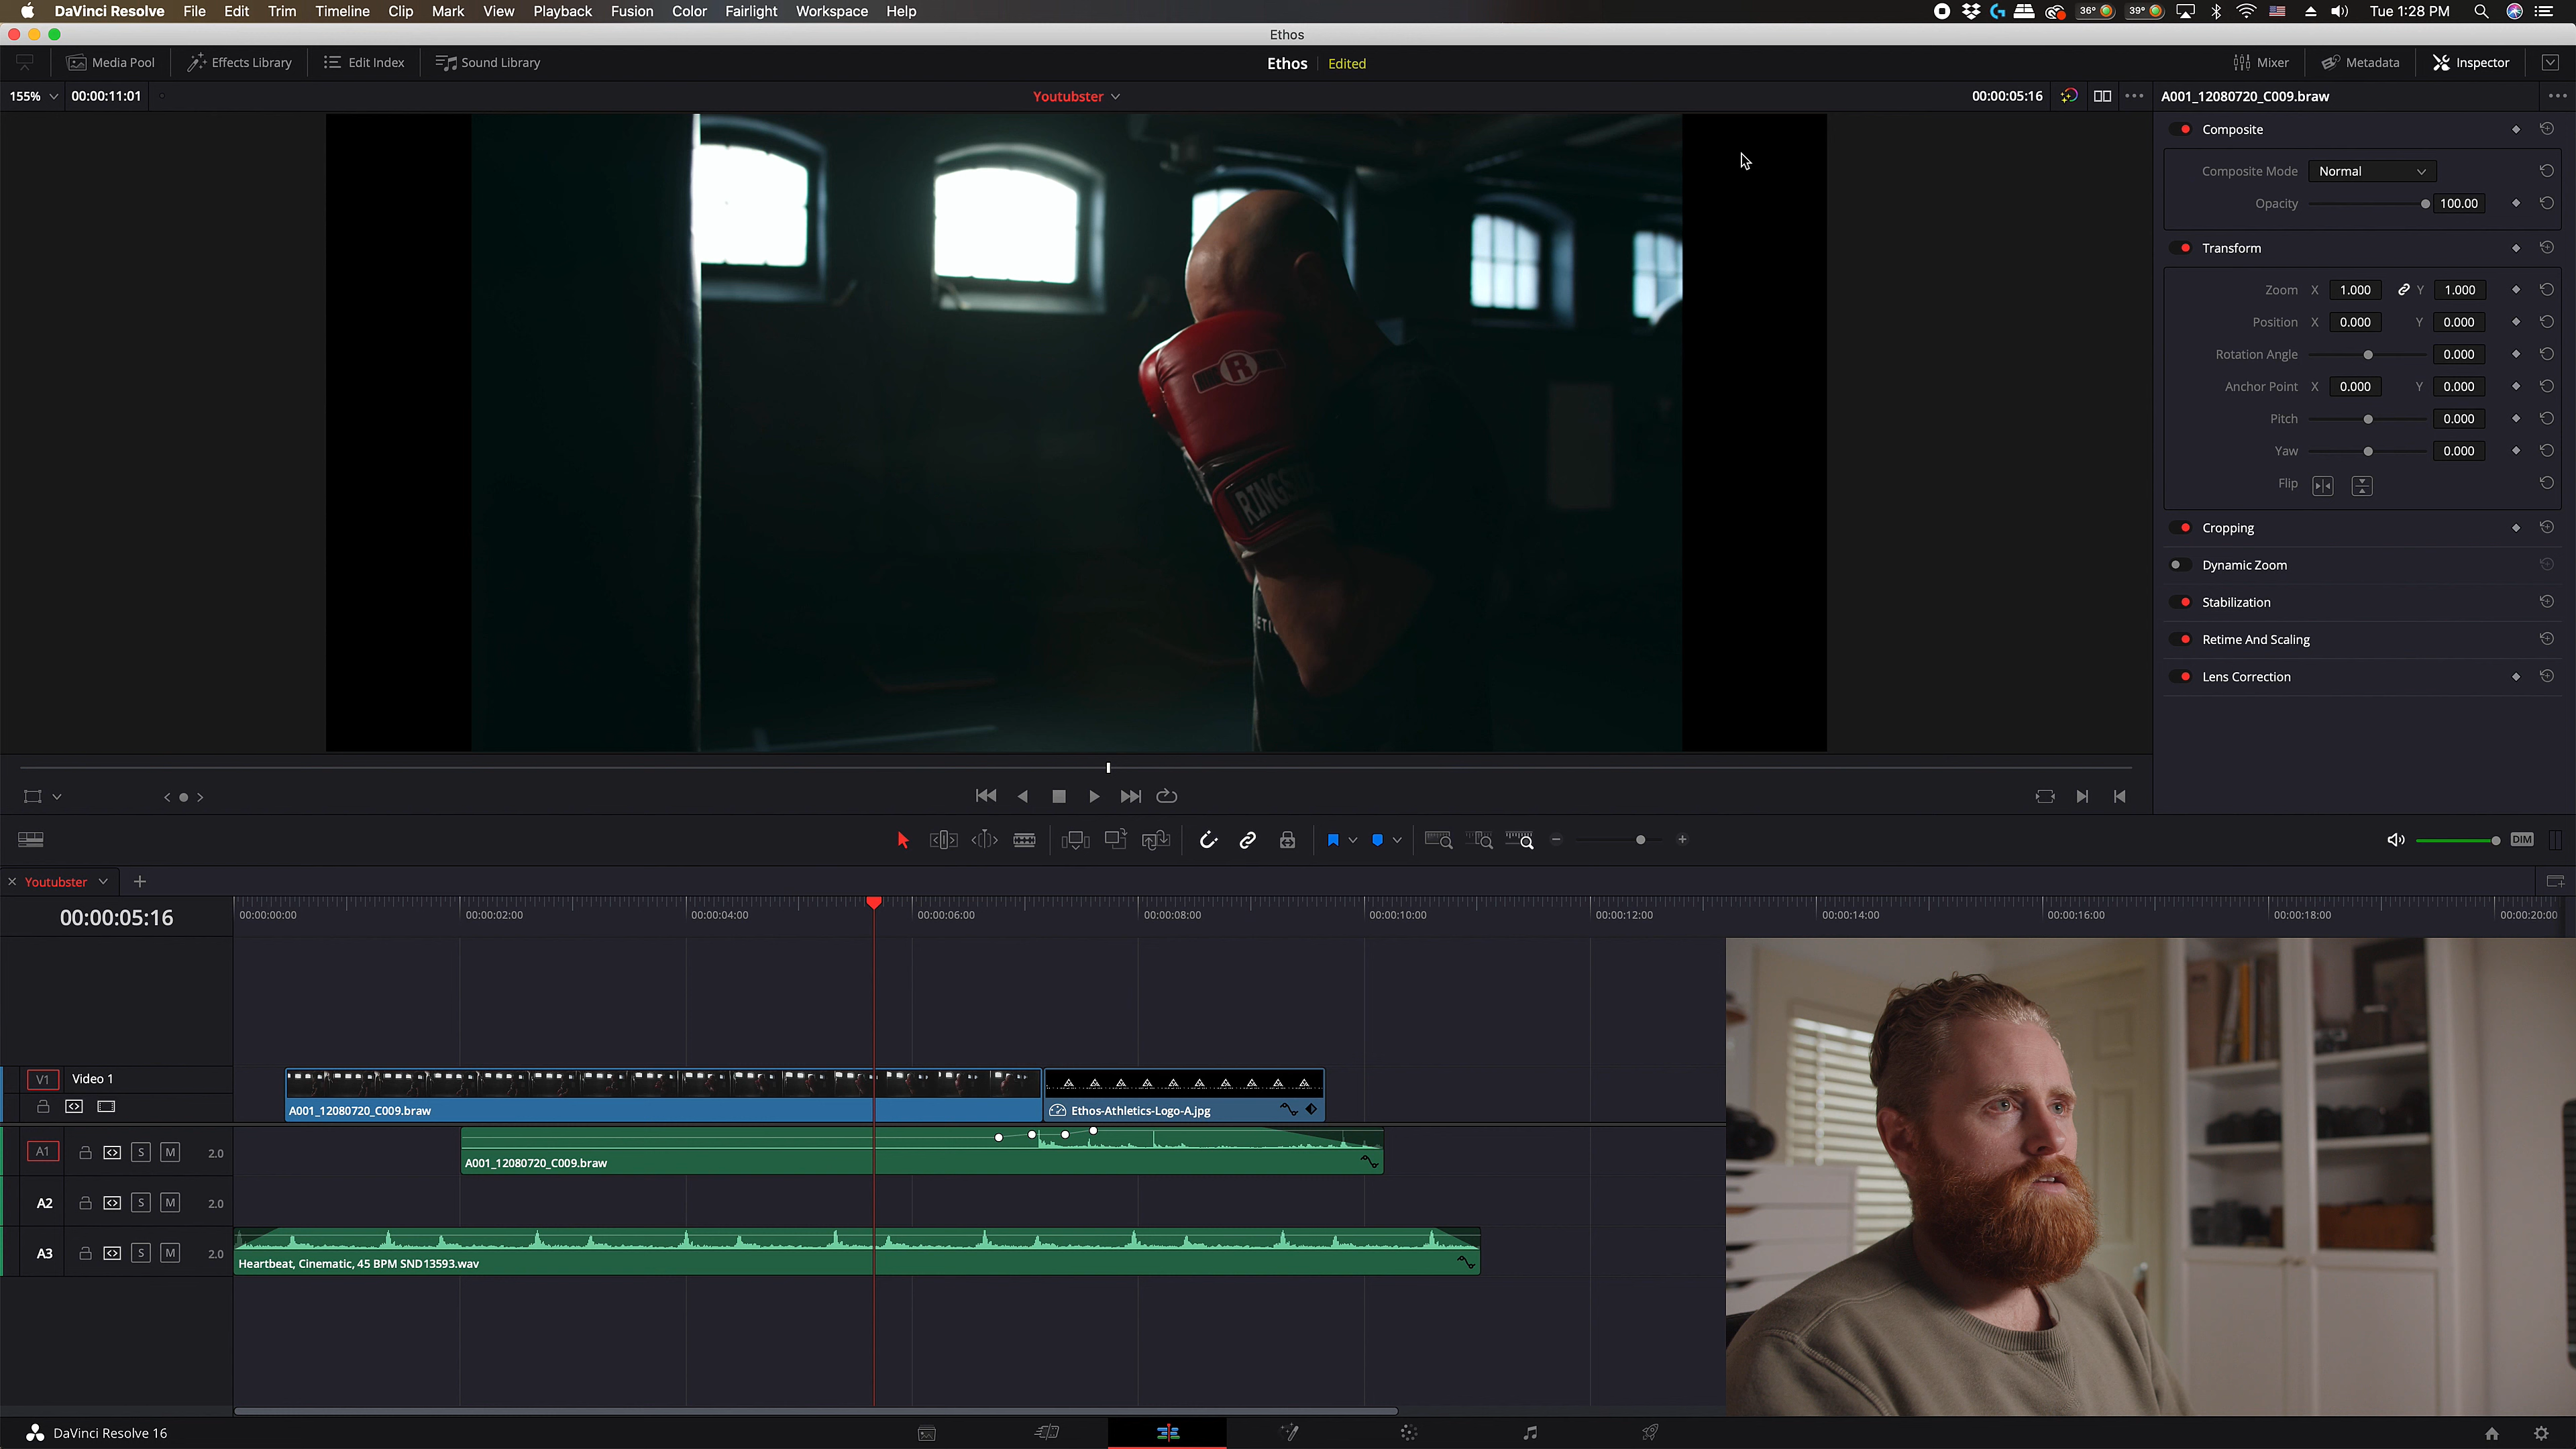 DaVinci Resolve File Edit Trim Timeline Clip Mark View Playback Fusion Color Fairlight Workspace Help 36° 39° Tue 1:28 PM
Ethos
Media Pool Effects Library Edit Index Sound Library Ethos Edited Mixer Metadata Inspector
155% 00:00:11:01 Youtubster 00:00:05:16 A001_12080720_C009.braw
Composite
Composite Mode Normal
Opacity 100.00
Transform
Zoom X 1.000 Y 1.000
Position X 0.000 Y 0.000
Rotation Angle 0.000
Anchor Point X 0.000 Y 0.000
Pitch 0.000
Yaw 0.000
Flip
Cropping
Dynamic Zoom
Stabilization
Retime And Scaling
Lens Correction
R
DIM
Youtubster
00:00:05:16
00:00:00:00 00:00:02:00 00:00:04:00 00:00:06:00 00:00:08:00 00:00:10:00 00:00:12:00 00:00:14:00 00:00:16:00 00:00:18:00 00:00:20:00
V1 Video 1
A001_12080720_C009.braw Ethos-Athletics-Logo-A.jpg
A1 S M 2.0
A001_12080720_C009.braw
A2 S M 2.0
A3 S M 2.0
Heartbeat, Cinematic, 45 BPM SND13593.wav
DaVinci Resolve 16